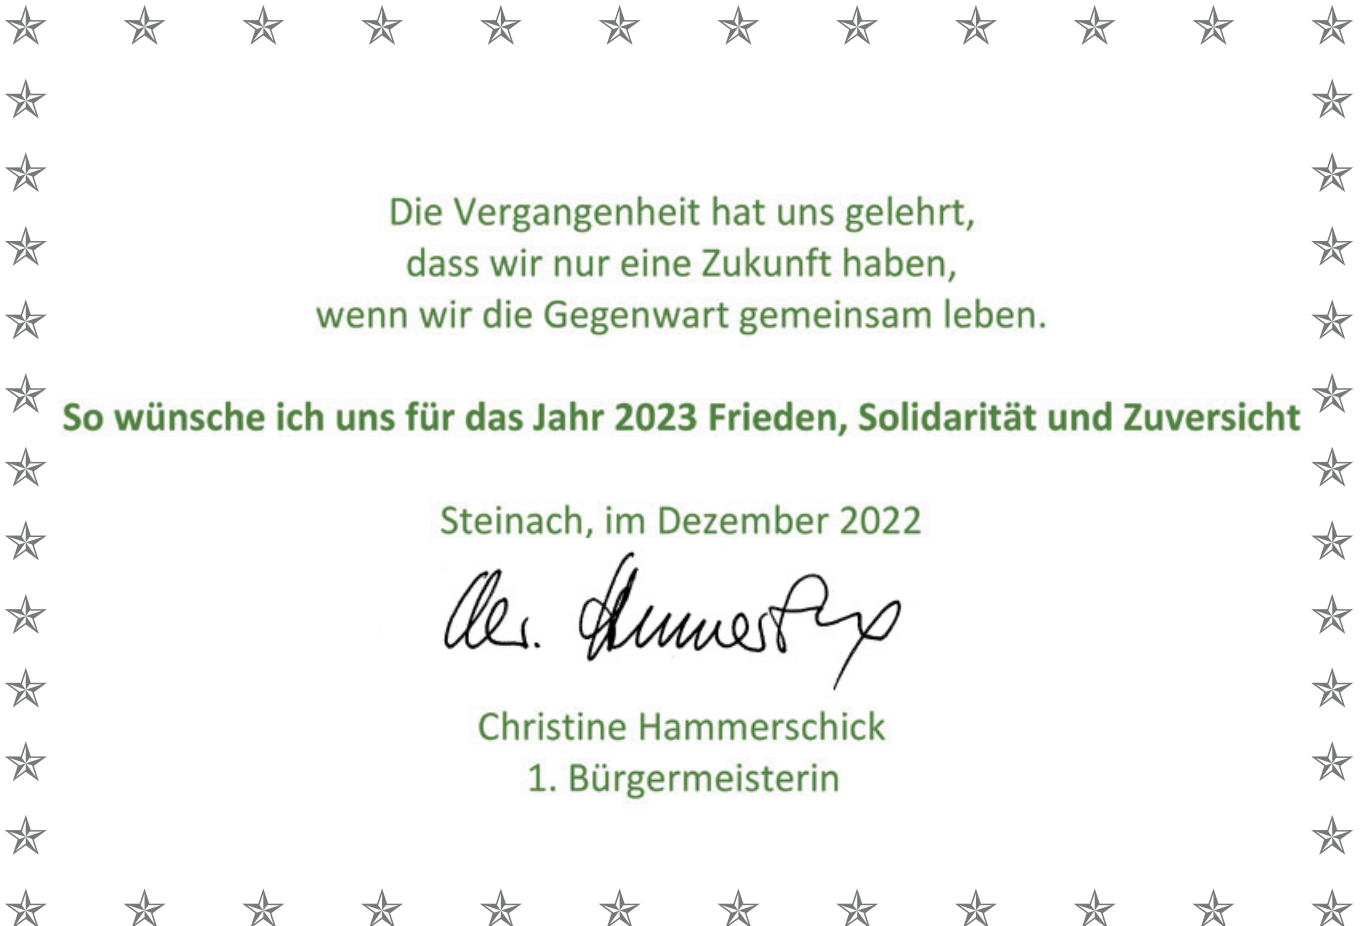 Die Vergangenheit hat uns gelehrt,
dass wir nur eine Zukunft haben,
wenn wir die Gegenwart gemeinsam leben.
So wünsche ich uns für das Jahr 2023 Frieden, Solidarität und Zuversicht
Steinach, im Dezember 2022
Christine Hammerschick
1. Bürgermeisterin